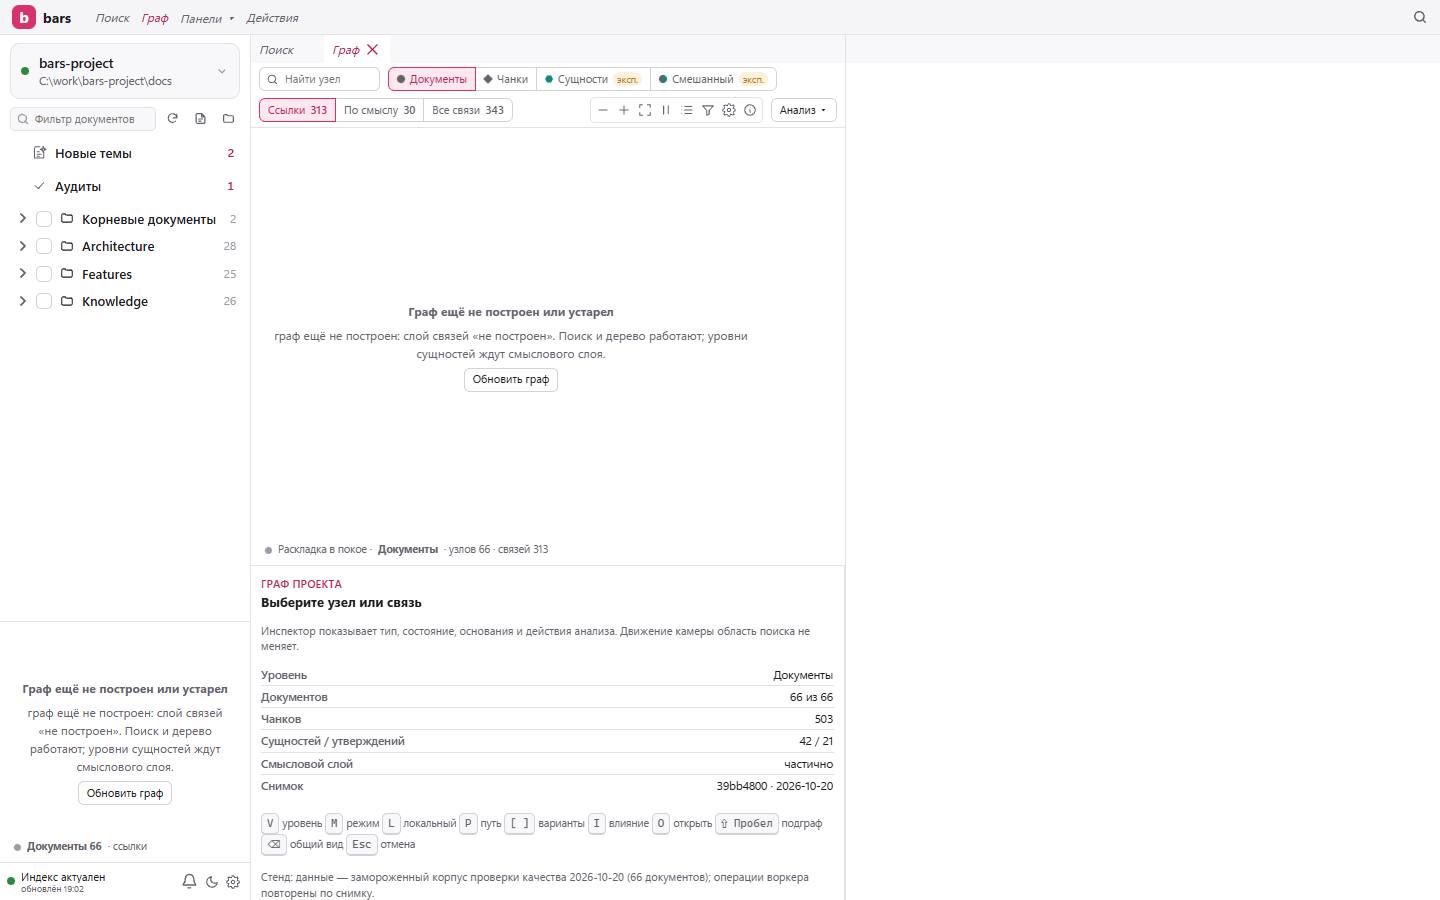 b bars Поиск Граф Панели Действия
bars-project
C:\work\bars-project\docs
Фильтр документов
Новые темы 2
Аудиты 1
Корневые документы 2
Architecture 28
Features 25
Knowledge 26
Граф ещё не построен или устарел
граф ещё не построен: слой связей
«не построен». Поиск и дерево
работают; уровни сущностей ждут
смыслового слоя.
Обновить граф
Документы 66 · ссылки
Индекс актуален
обновлён 19:02
Поиск Граф
Найти узел Документы Чанки Сущности эксп. Смешанный эксп.
Ссылки 313 По смыслу 30 Все связи 343 Анализ
Граф ещё не построен или устарел
граф ещё не построен: слой связей «не построен». Поиск и дерево работают; уровни
сущностей ждут смыслового слоя.
Обновить граф
Раскладка в покое · Документы · узлов 66 · связей 313
ГРАФ ПРОЕКТА
Выберите узел или связь
Инспектор показывает тип, состояние, основания и действия анализа. Движение камеры область поиска не
меняет.
Уровень Документы
Документов 66 из 66
Чанков 503
Сущностей / утверждений 42 / 21
Смысловой слой частично
Снимок 39bb4800 · 2026-10-20
V уровень M режим L локальный P путь [ ] варианты I влияние O открыть ⇧ Пробел подграф
⌫ общий вид Esc отмена
Стенд: данные — замороженный корпус проверки качества 2026-10-20 (66 документов); операции воркера
повторены по снимку.